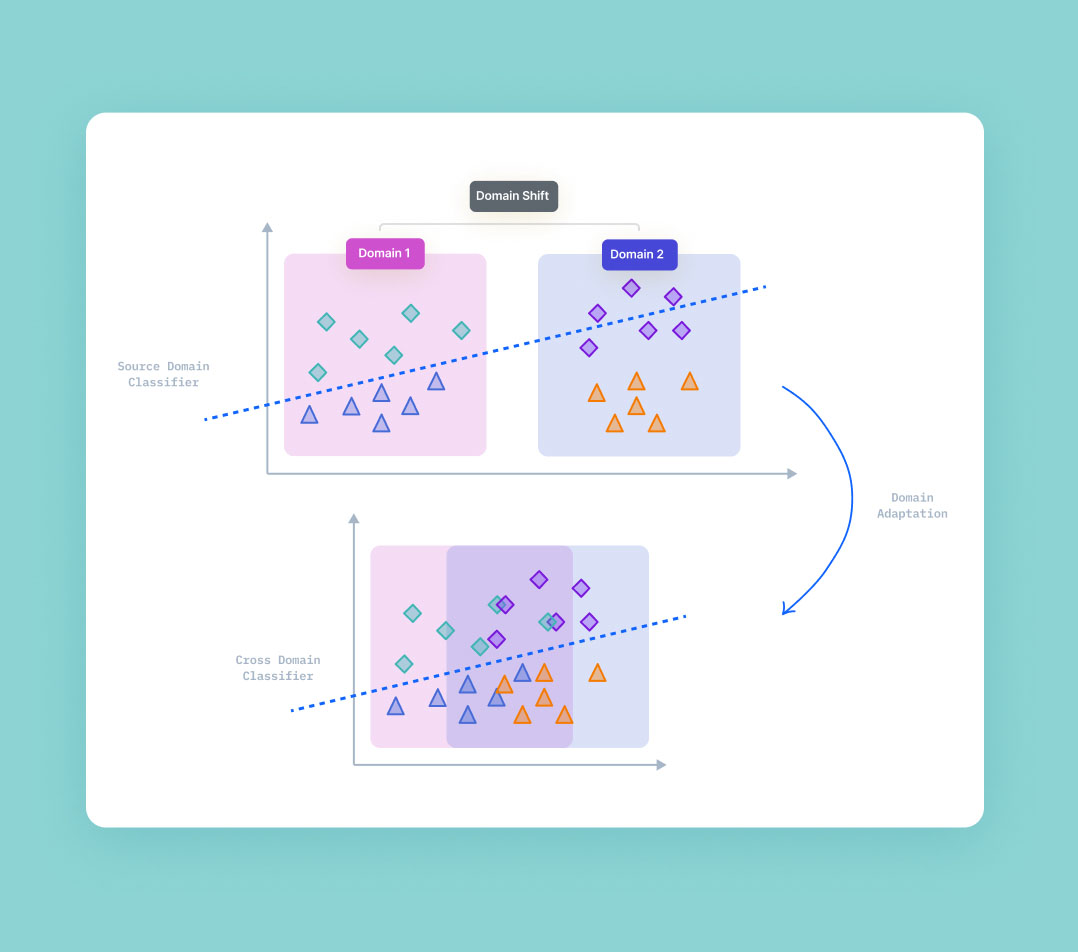 Domain Shift
Domain 1
Domain 2
Source Domain
Classifier
Domain
Adaptation
Cross Domain
Classifier